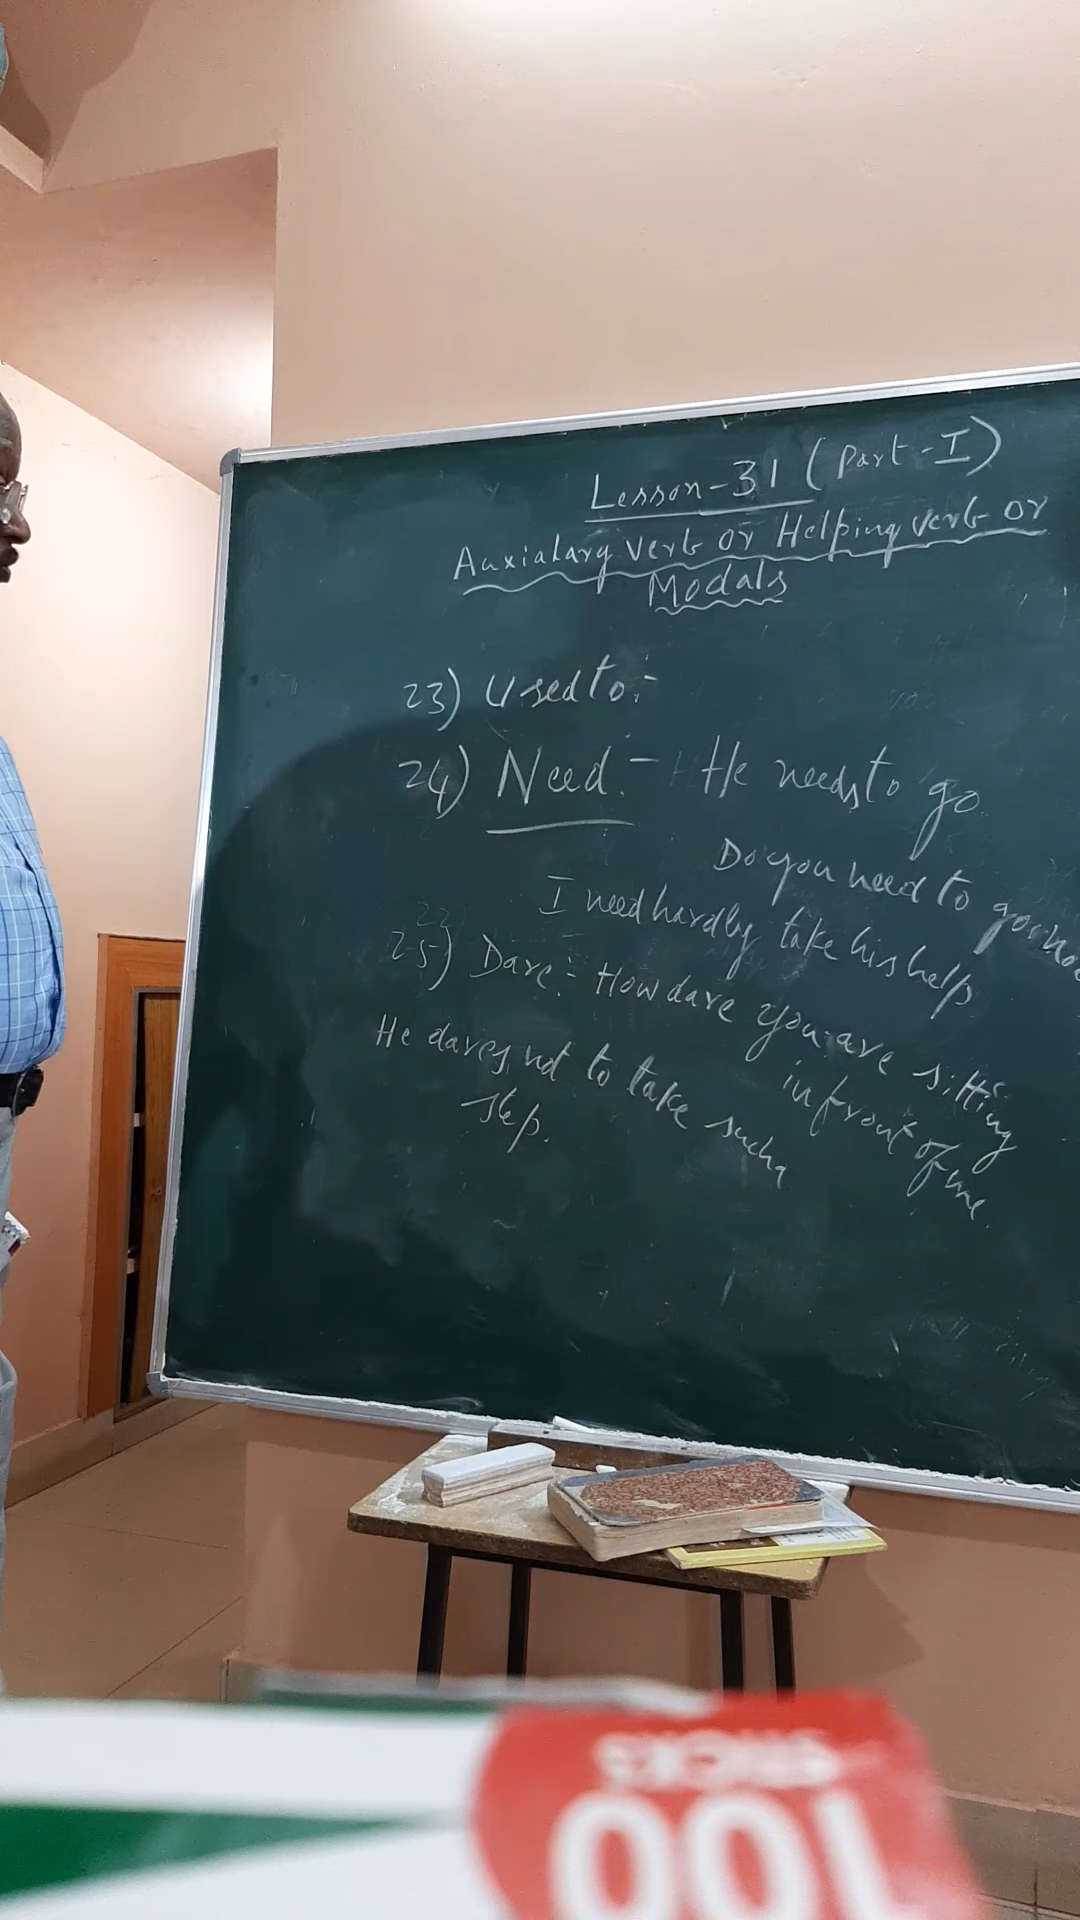 Lesson-31 (Part-I)
Auxialary verb or Helping verb or
Modals
23) Used to:-
24) Need:- He needs to go
Do you need to go
I need hardly take his help
25) Dare:- How dare you are sitting
in front of me.
He dares not to take such a
step.
STICKS
100